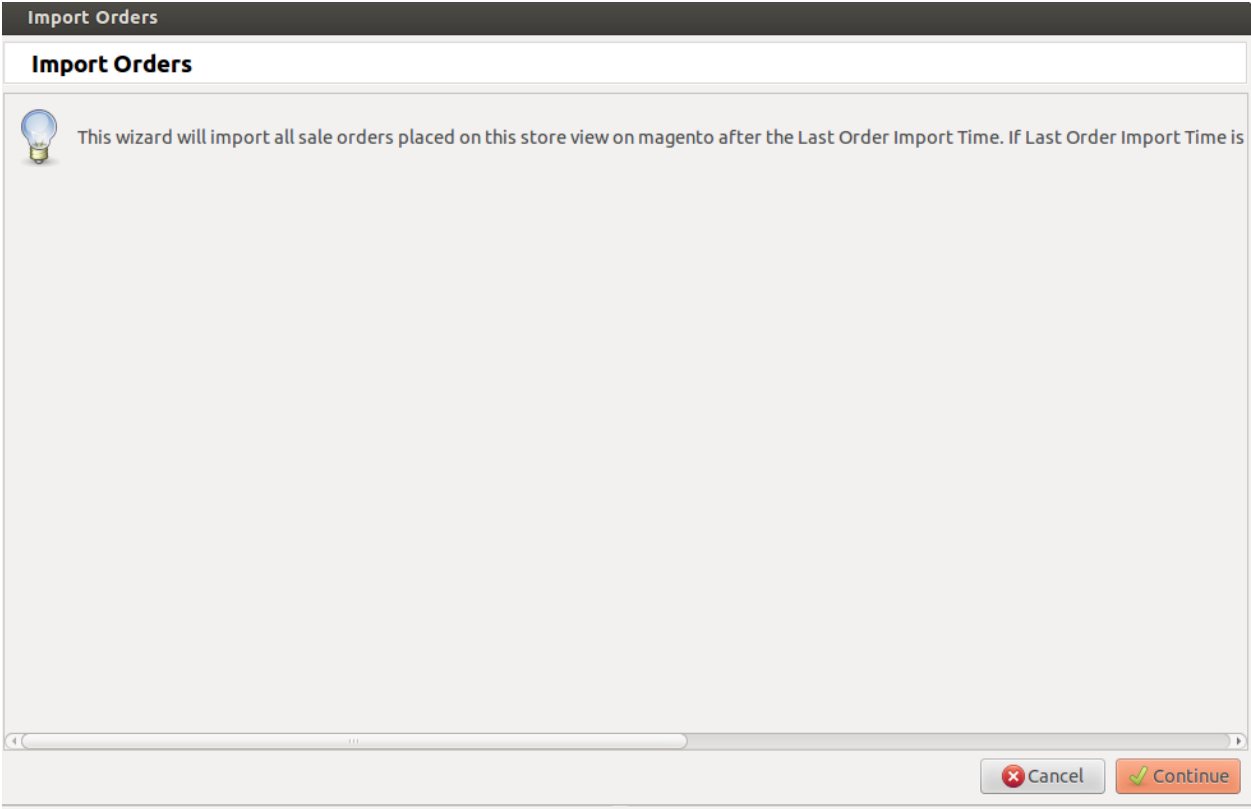 Import Orders
Import Orders
This wizard will import all sale orders placed on this store view on magento after the Last Order Import Time. If Last Order Import Time is
Cancel
Continue